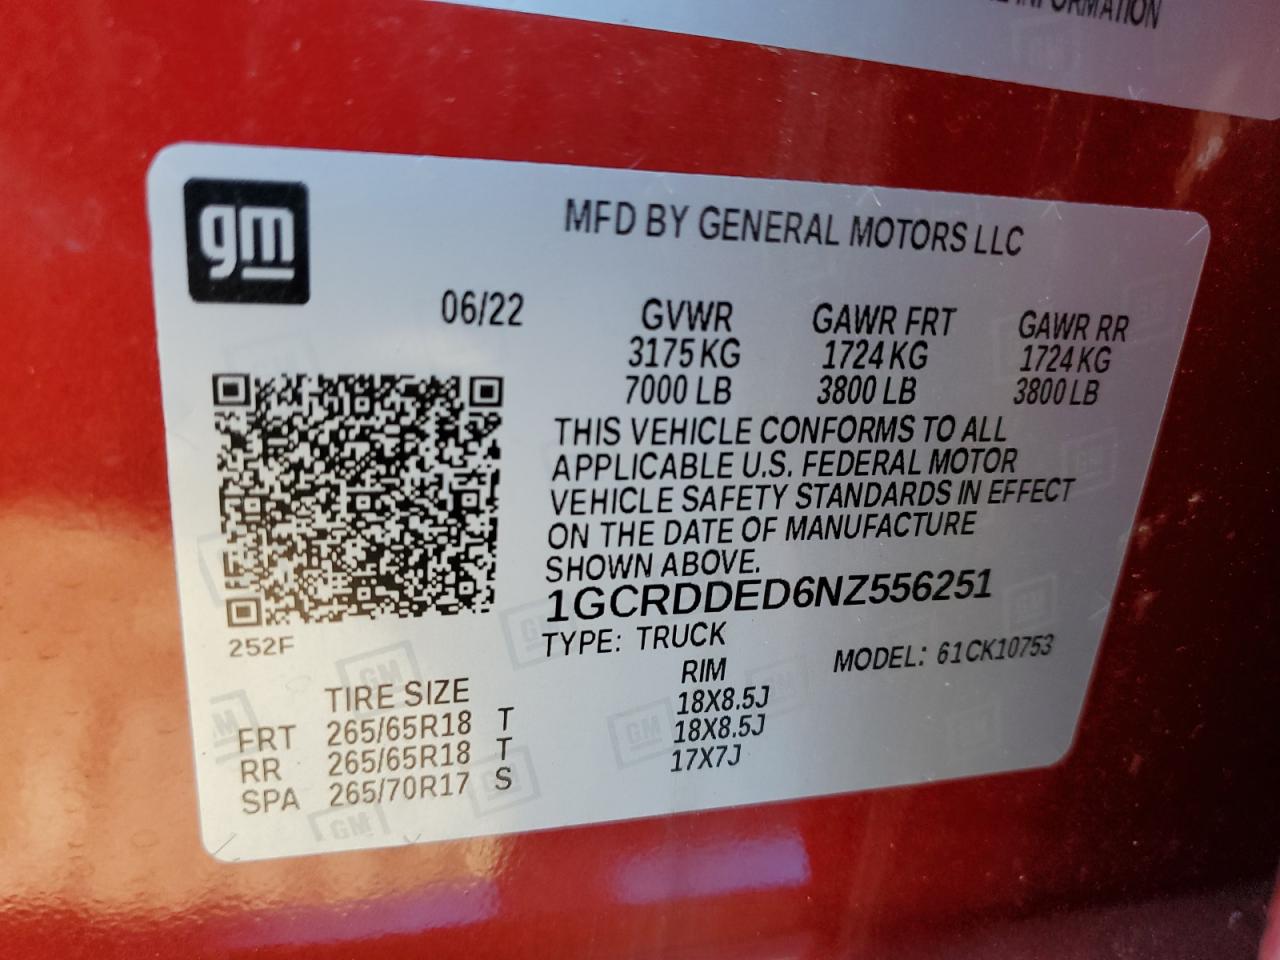 INFORMATION
gm
MFD BY GENERAL MOTORS LLC
06/22 GVWR GAWR FRT GAWR RR
3175 KG 1724 KG 1724 KG
7000 LB 3800 LB 3800 LB
THIS VEHICLE CONFORMS TO ALL
APPLICABLE U.S. FEDERAL MOTOR
VEHICLE SAFETY STANDARDS IN EFFECT
ON THE DATE OF MANUFACTURE
SHOWN ABOVE.
1GCRDDED6NZ556251
252F
TYPE: TRUCK MODEL: 61CK10753
TIRE SIZE RIM
FRT 265/65R18 T 18X8.5J
RR 265/65R18 T 18X8.5J
SPA 265/70R17 S 17X7J